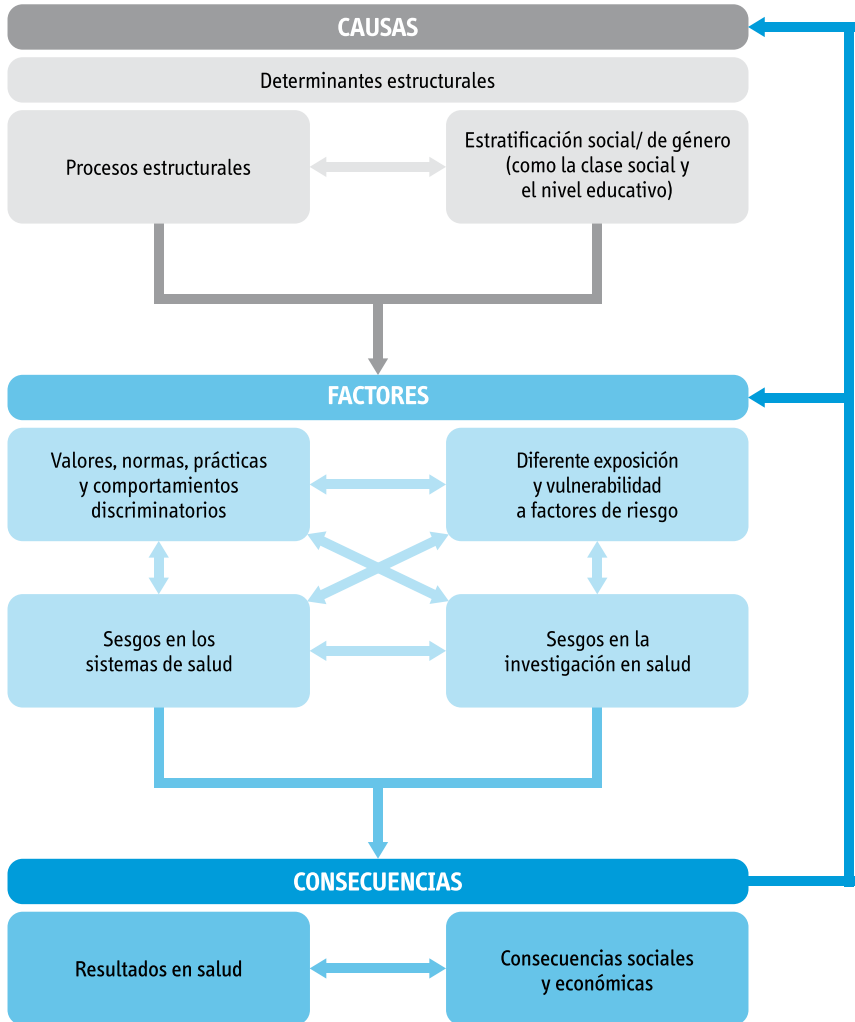 CAUSAS
Determinantes estructurales
Procesos estructurales
Estratificación social/ de género
(como la clase social y
el nivel educativo)
FACTORES
Valores, normas, prácticas
y comportamientos
discriminatorios
Diferente exposición
y vulnerabilidad
a factores de riesgo
Sesgos en los
sistemas de salud
Sesgos en la
investigación en salud
CONSECUENCIAS
Resultados en salud
Consecuencias sociales
y económicas